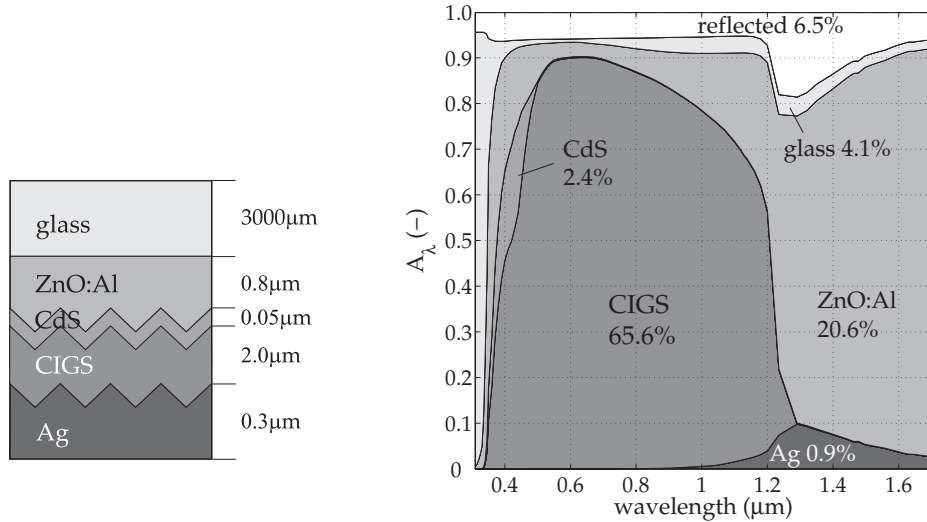 glass
3000µm
ZnO:Al
0.8µm
CdS
0.05µm
CIGS
2.0µm
Ag
0.3µm
1.0
0.9
0.8
0.7
0.6
0.5
0.4
0.3
0.2
0.1
0
A_λ (–)
reflected 6.5%
glass 4.1%
CdS
2.4%
CIGS
65.6%
ZnO:Al
20.6%
Ag 0.9%
0.4
0.6
0.8
1
1.2
1.4
1.6
wavelength (µm)